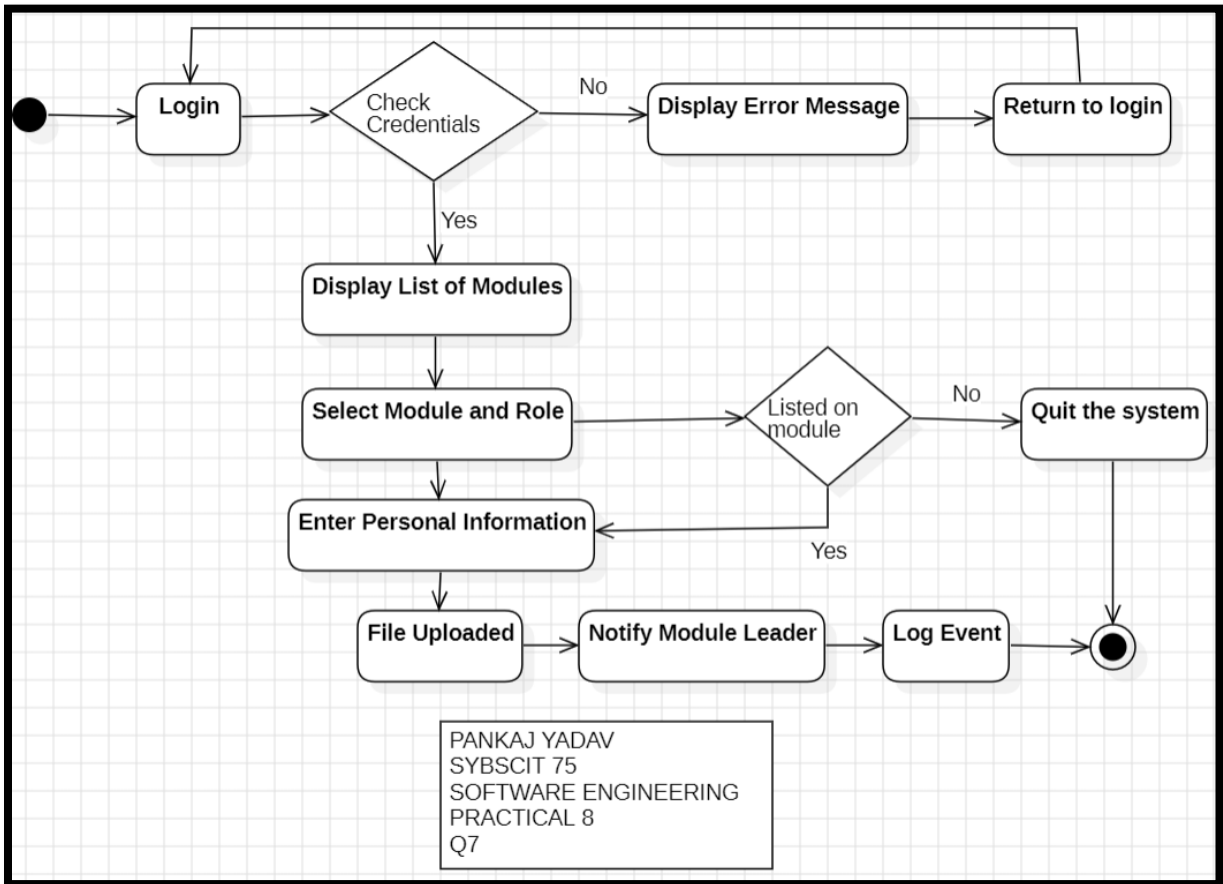 Login
Check
Credentials
No
Display Error Message
Return to login
Yes
Display List of Modules
Select Module and Role
Listed on
module
No
Quit the system
Enter Personal Information
Yes
File Uploaded
Notify Module Leader
Log Event
PANKAJ YADAV
SYBSCIT 75
SOFTWARE ENGINEERING
PRACTICAL 8
Q7